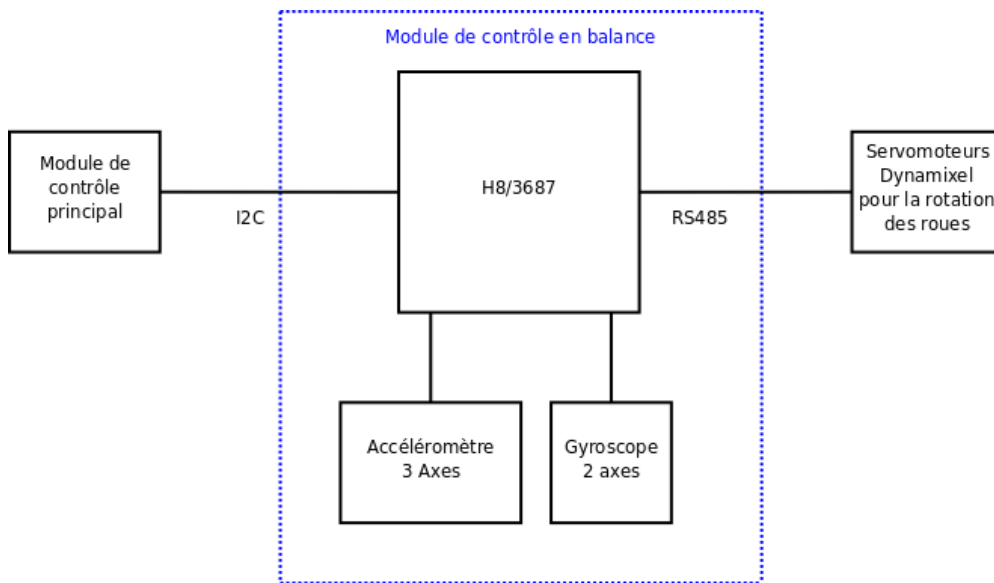 Module de contrôle en balance
Module de
contrôle
principal
I2C
H8/3687
RS485
Servomoteurs
Dynamixel
pour la rotation
des roues
Accéléromètre
3 Axes
Gyroscope
2 axes